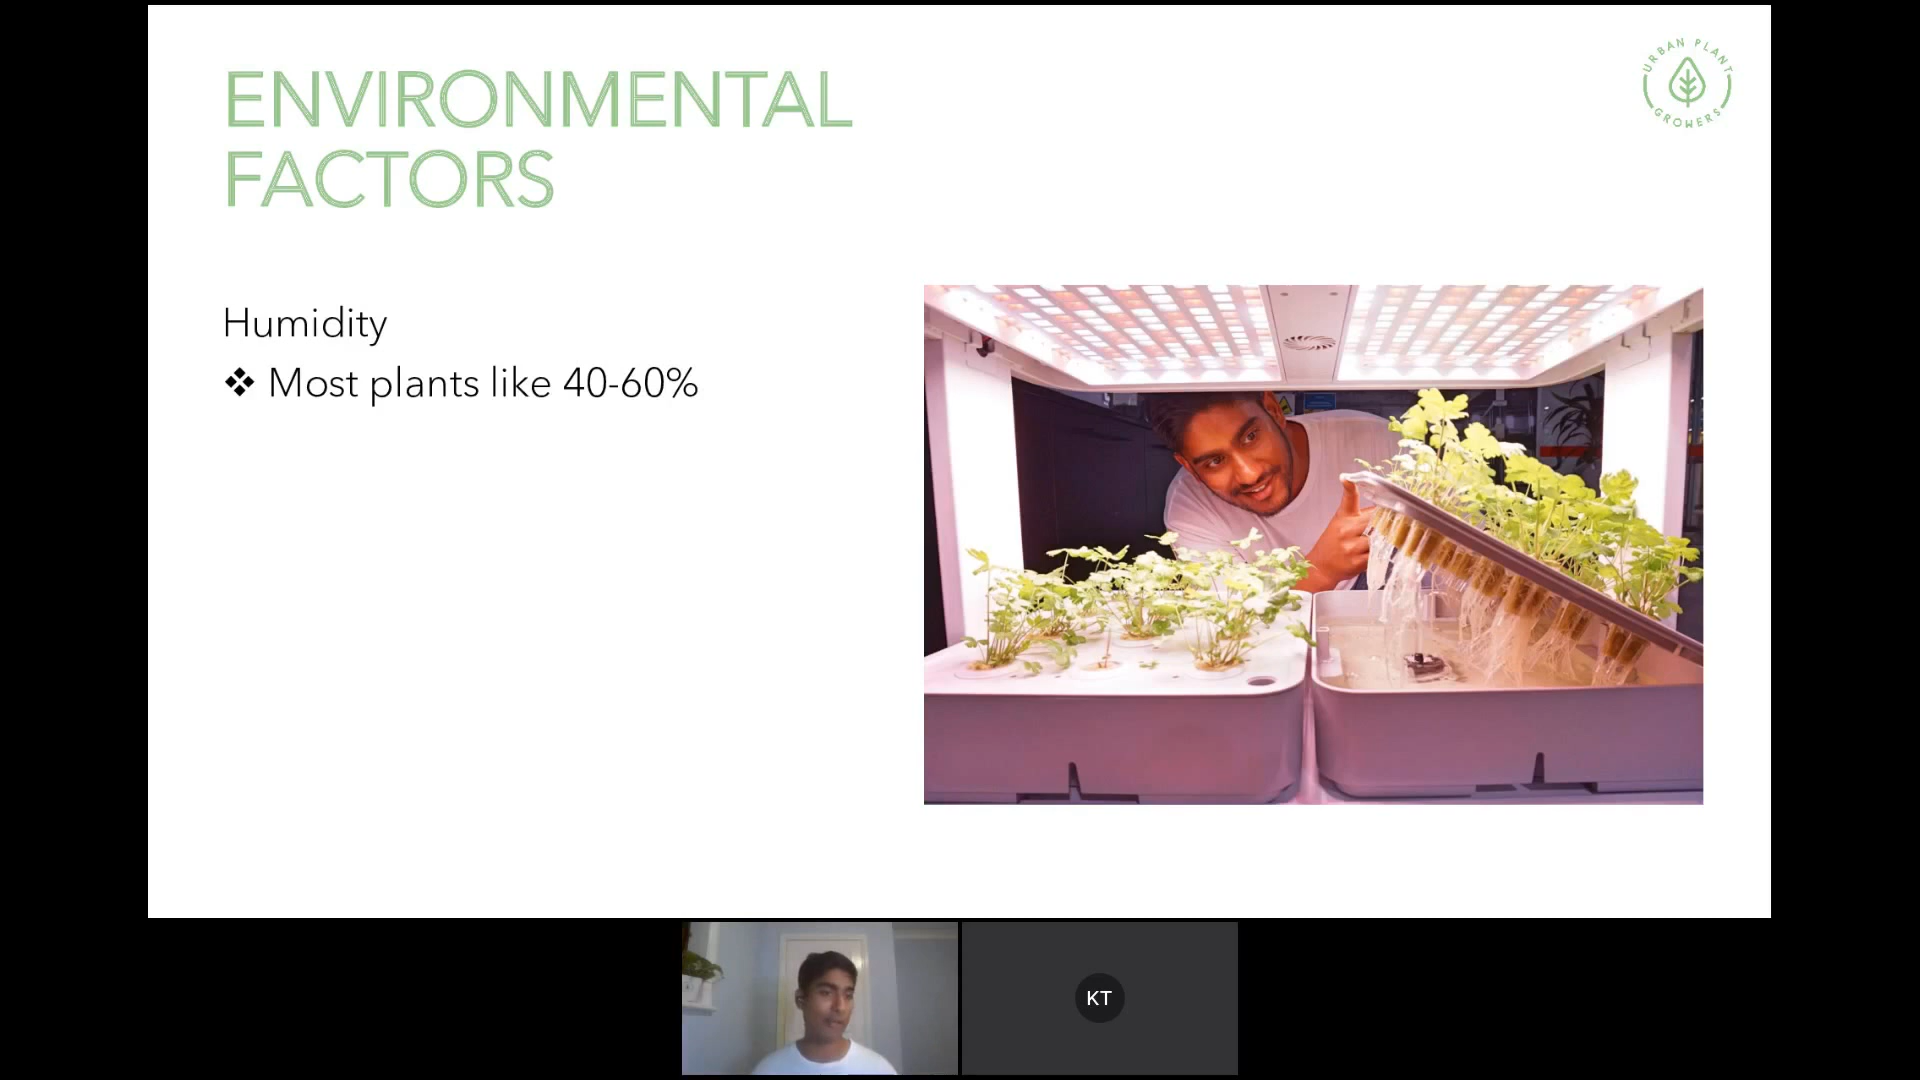 ENVIRONMENTAL
FACTORS
URBAN PLANT
GROWERS
Humidity
❖ Most plants like 40-60%
KT